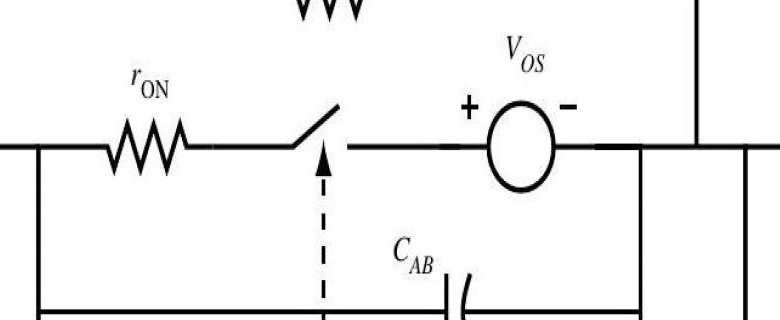 V_OS
r_ON
+ -
C_AB